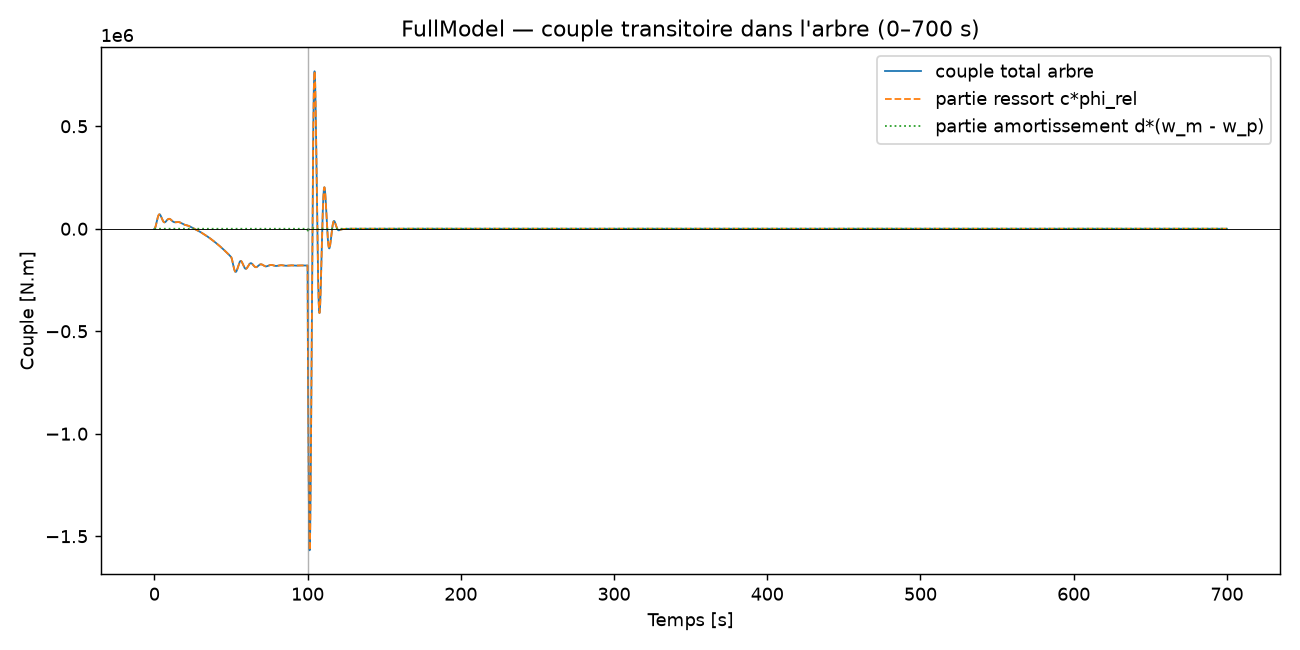 FullModel — couple transitoire dans l'arbre (0–700 s)
1e6
couple total arbre
partie ressort c*phi_rel
partie amortissement d*(w_m - w_p)
0.5
0.0
−0.5
−1.0
−1.5
Couple [N.m]
0 100 200 300 400 500 600 700
Temps [s]